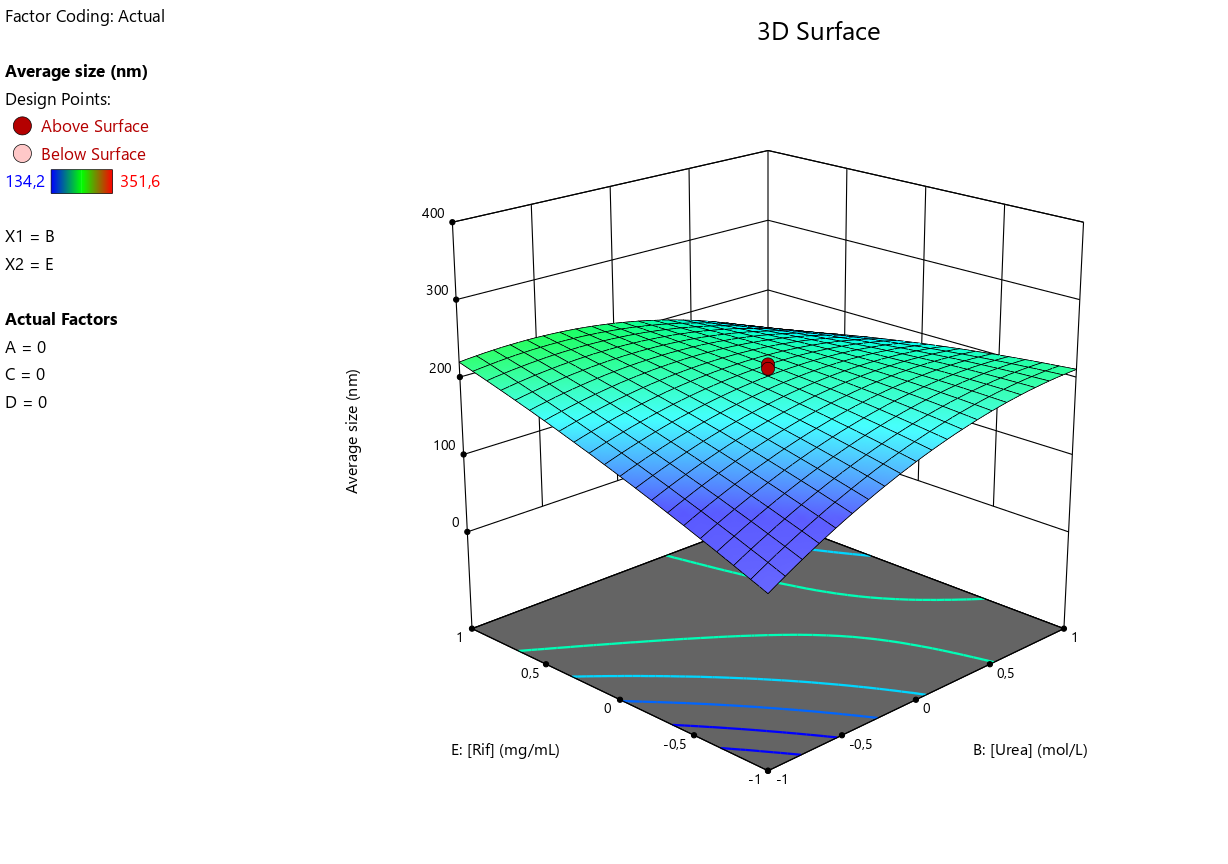 Factor Coding: Actual
3D Surface
Average size (nm)
Design Points:
Above Surface
Below Surface
134,2 351,6
X1 = B
X2 = E
Actual Factors
A = 0
C = 0
D = 0
400
300
200
100
0
Average size (nm)
1
0,5
0
-0,5
-1
E: [Rif] (mg/mL)
-1
-0,5
0
0,5
1
B: [Urea] (mol/L)